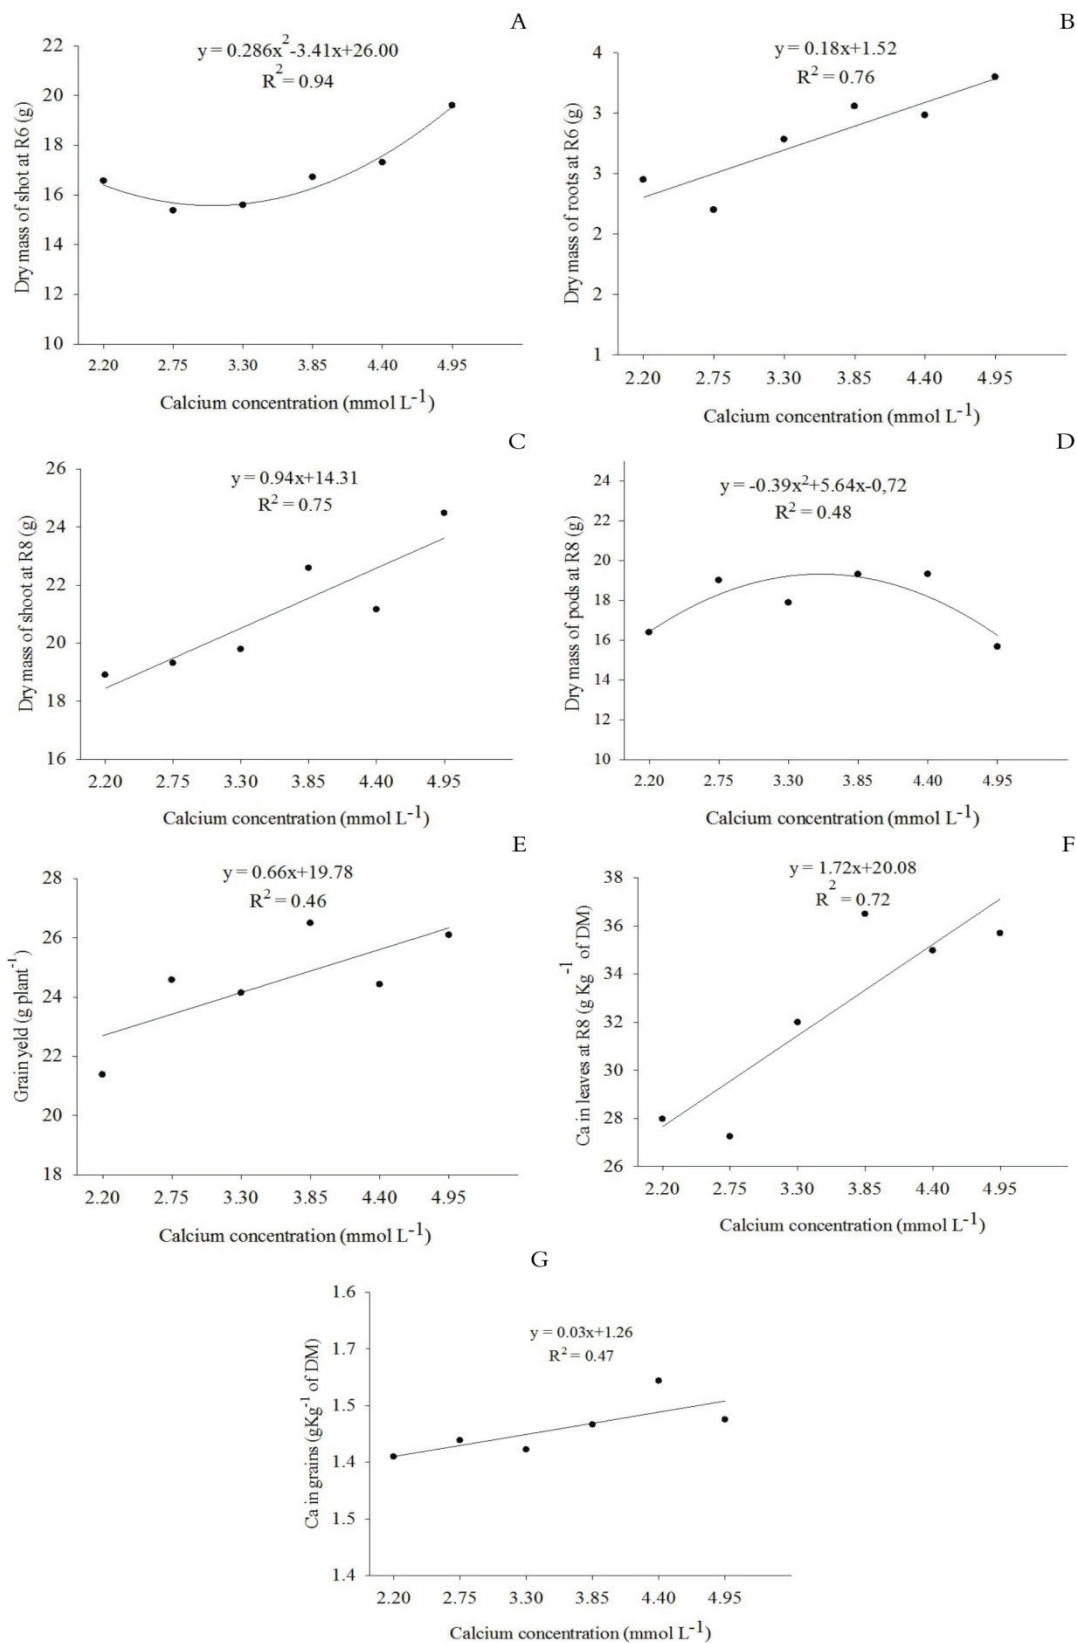 A
y = 0.286x²-3.41x+26.00
R² = 0.94
22
20
18
16
14
12
10
Dry mass of shot at R6 (g)
2.20 2.75 3.30 3.85 4.40 4.95
Calcium concentration (mmol L⁻¹)
B
y = 0.18x+1.52
R² = 0.76
4
3
3
2
2
1
Dry mass of roots at R6 (g)
2.20 2.75 3.30 3.85 4.40 4.95
Calcium concentration (mmol L⁻¹)
C
y = 0.94x+14.31
R² = 0.75
26
24
22
20
18
16
Dry mass of shoot at R8 (g)
2.20 2.75 3.30 3.85 4.40 4.95
Calcium concentration (mmol L⁻¹)
D
y = -0.39x²+5.64x-0,72
R² = 0.48
24
22
20
18
16
14
12
10
Dry mass of pods at R8 (g)
2.20 2.75 3.30 3.85 4.40 4.95
Calcium concentration (mmol L⁻¹)
E
y = 0.66x+19.78
R² = 0.46
28
26
24
22
20
18
Grain yeld (g plant⁻¹)
2.20 2.75 3.30 3.85 4.40 4.95
Calcium concentration (mmol L⁻¹)
F
y = 1.72x+20.08
R² = 0.72
38
36
34
32
30
28
26
Ca in leaves at R8 (g Kg⁻¹ of DM)
2.20 2.75 3.30 3.85 4.40 4.95
Calcium concentration (mmol L⁻¹)
G
y = 0.03x+1.26
R² = 0.47
1.6
1.7
1.5
1.4
1.5
1.4
Ca in grains (gKg⁻¹ of DM)
2.20 2.75 3.30 3.85 4.40 4.95
Calcium concentration (mmol L⁻¹)